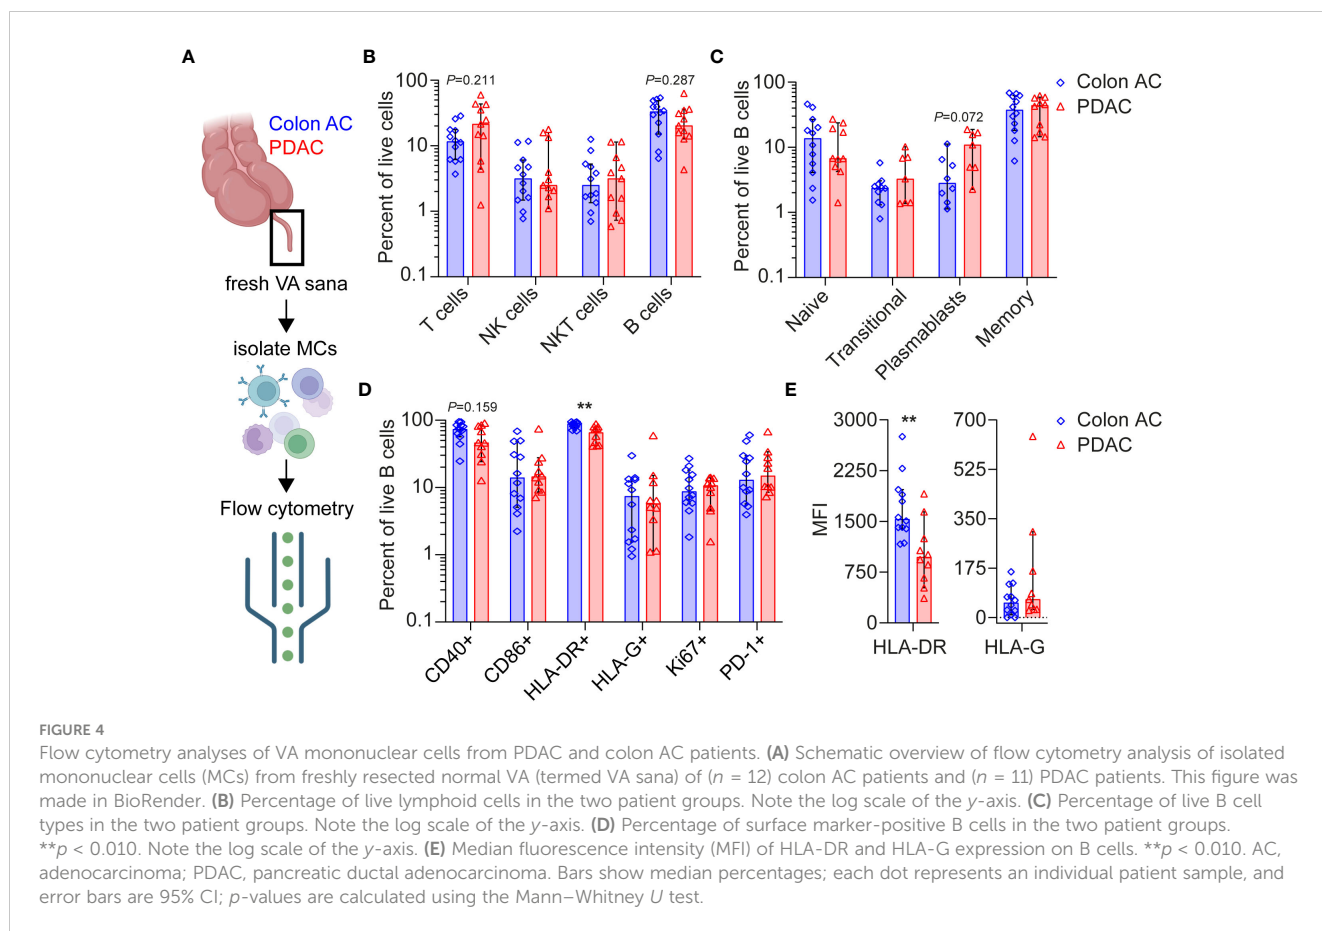 A
Colon AC
PDAC
fresh VA sana
isolate MCs
Flow cytometry
B
Percent of live cells
100
10
1
0.1
P=0.211
P=0.287
T cells
NK cells
NKT cells
B cells
C
Percent of live B cells
100
10
1
0.1
P=0.072
Naive
Transitional
Plasmablasts
Memory
Colon AC
PDAC
D
Percent of live B cells
100
10
1
0.1
P=0.159
**
CD40+
CD86+
HLA-DR+
HLA-G+
Ki67+
PD-1+
E
MFI
3000
2250
1500
750
0
**
HLA-DR
700
525
350
175
0
HLA-G
Colon AC
PDAC
FIGURE 4
Flow cytometry analyses of VA mononuclear cells from PDAC and colon AC patients. (A) Schematic overview of flow cytometry analysis of isolated
mononuclear cells (MCs) from freshly resected normal VA (termed VA sana) of (n = 12) colon AC patients and (n = 11) PDAC patients. This figure was
made in BioRender. (B) Percentage of live lymphoid cells in the two patient groups. Note the log scale of the y-axis. (C) Percentage of live B cell
types in the two patient groups. Note the log scale of the y-axis. (D) Percentage of surface marker-positive B cells in the two patient groups.
**p < 0.010. Note the log scale of the y-axis. (E) Median fluorescence intensity (MFI) of HLA-DR and HLA-G expression on B cells. **p < 0.010. AC,
adenocarcinoma; PDAC, pancreatic ductal adenocarcinoma. Bars show median percentages; each dot represents an individual patient sample, and
error bars are 95% CI; p-values are calculated using the Mann–Whitney U test.